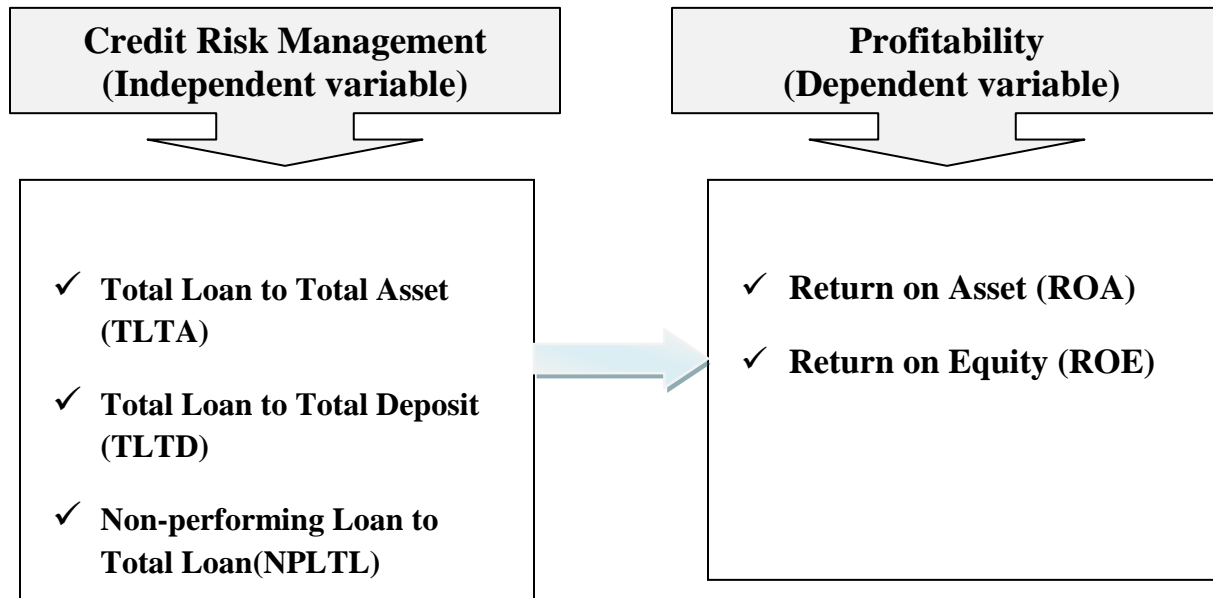 Credit Risk Management
(Independent variable)
Profitability
(Dependent variable)
✓ Total Loan to Total Asset
(TLTA)
✓ Total Loan to Total Deposit
(TLTD)
✓ Non-performing Loan to
Total Loan(NPLTL)
✓ Return on Asset (ROA)
✓ Return on Equity (ROE)